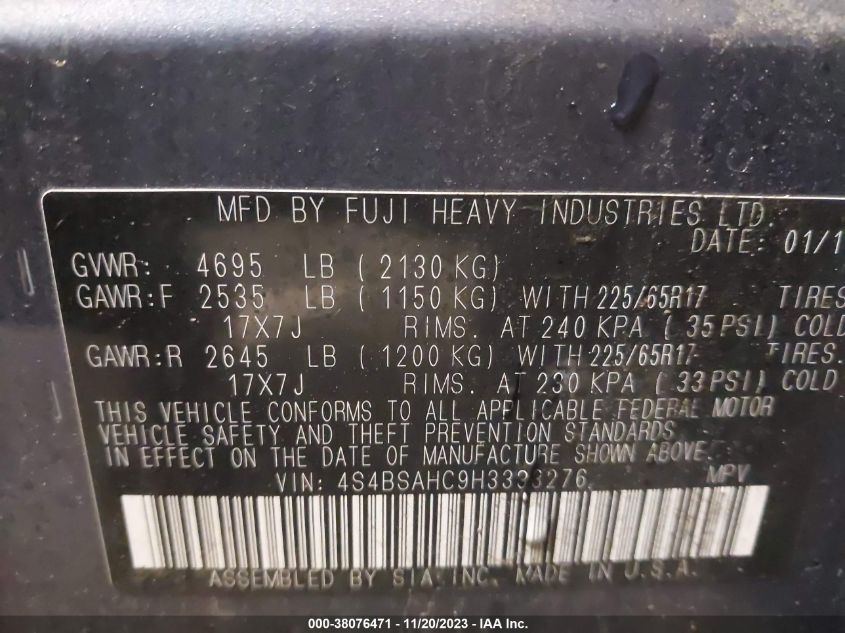 MFD BY FUJI HEAVY INDUSTRIES LTD
DATE: 01/1
GVWR: 4695 LB ( 2130 KG)
GAWR:F 2535 LB ( 1150 KG) WITH 225/65R17 TIRES
17X7J RIMS. AT 240 KPA ( 35 PSI) COLD
GAWR:R 2645 LB ( 1200 KG) WITH 225/65R17 TIRES.
17X7J RIMS. AT 230 KPA ( 33 PSI) COLD
THIS VEHICLE CONFORMS TO ALL APPLICABLE FEDERAL MOTOR
VEHICLE SAFETY AND THEFT PREVENTION STANDARDS
IN EFFECT ON THE DATE OF MANUFACTURE SHOWN ABOVE.
VIN: 4S4BSAHC9H3333276 MPV
ASSEMBLED BY SIA INC. MADE IN U.S.A.
000-38076471 - 11/20/2023 - IAA Inc.